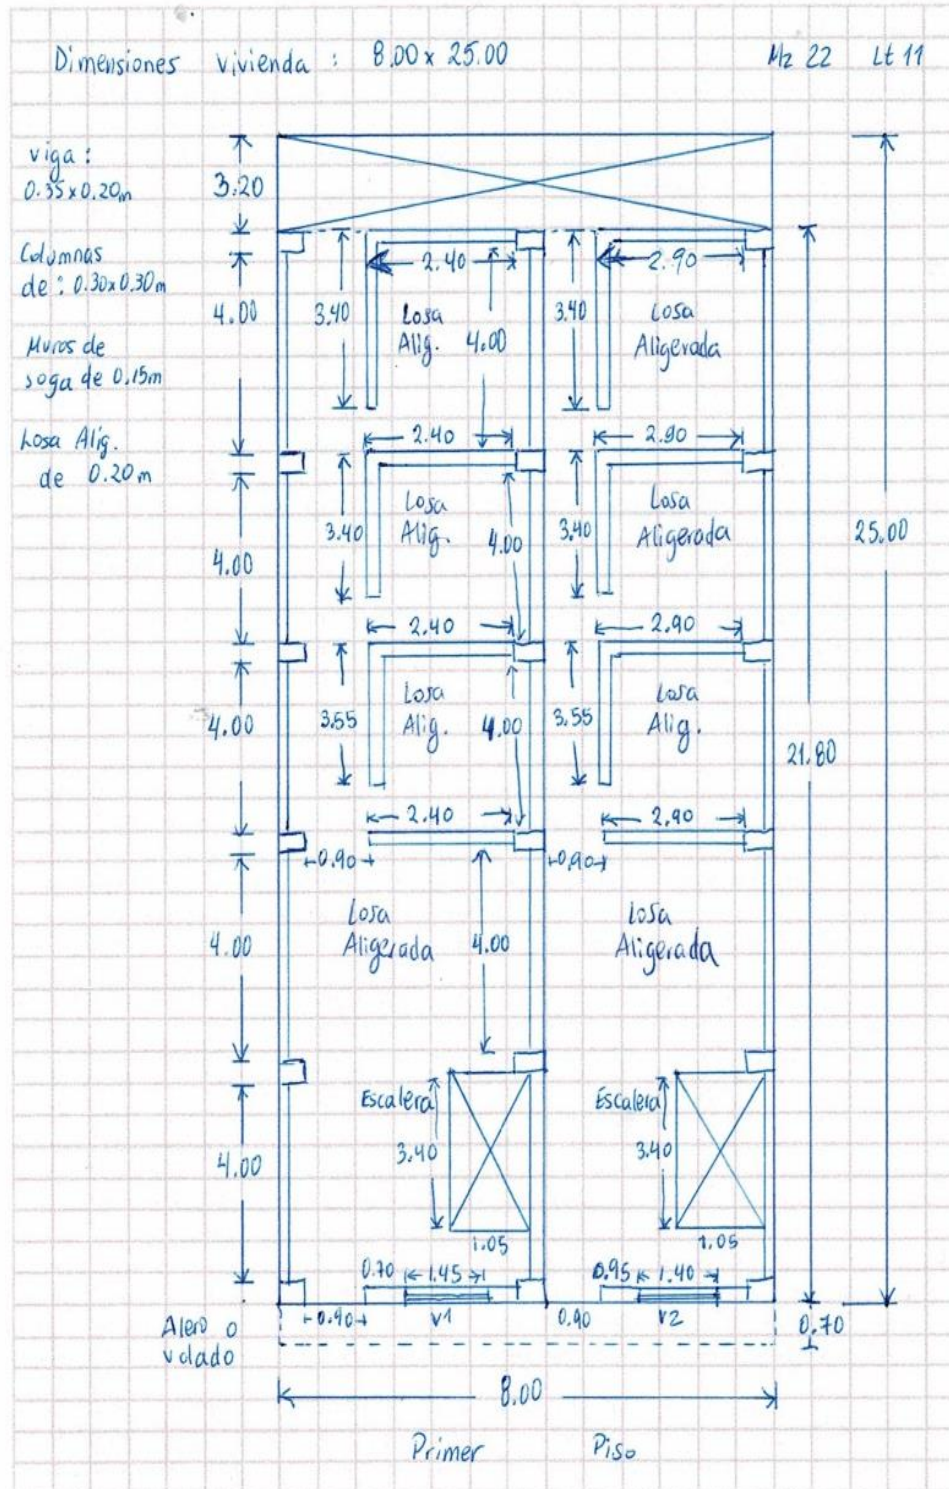 Dimensiones vivienda : 8.00 x 25.00 Mz 22 Lt 11
viga :
0.35x0.20m
3.20
Columnas
de : 0.30x0.30m
Muros de
soga de 0.15m
Losa Alig.
de 0.20m
2.40 2.90
4.00 3.40 Losa 3.40 Losa
Alig. 4.00 Aligerada
2.40 2.90
Losa Losa
3.40 Alig. 4.00 3.40 Aligerada 25.00
4.00
2.40 2.90
Losa Losa
4.00 3.55 Alig. 4.00 3.55 Alig.
21.80
2.40 2.90
0.90 0.90
Losa Losa
4.00 Aligerada 4.00 Aligerada
Escalera Escalera
3.40 3.40
4.00
1.05 1.05
0.70 1.45 0.95 1.40
0.90 V1 0.90 V2 0.70
Alero o
volado
8.00
Primer Piso